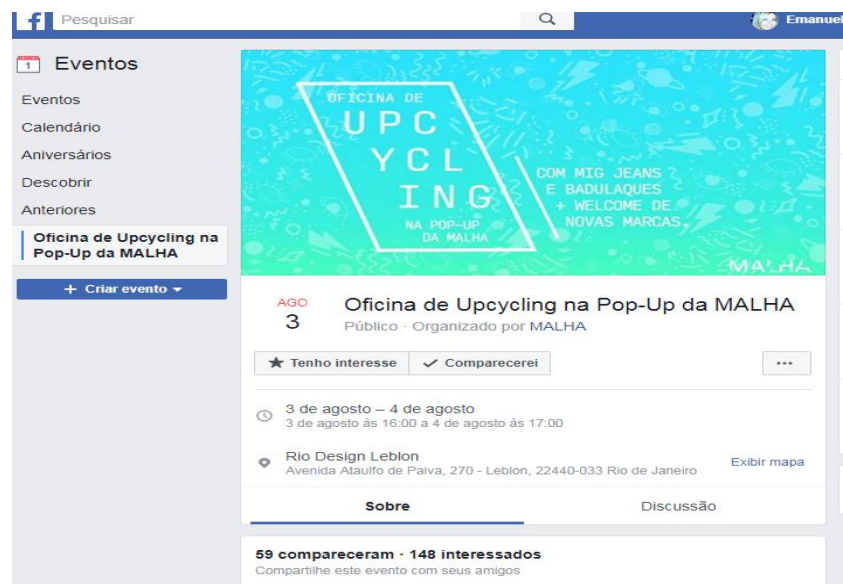 f Pesquisar
Emanuel
1 Eventos
Eventos
Calendário
Aniversários
Descobrir
Anteriores
Oficina de Upcycling na
Pop-Up da MALHA
+ Criar evento
OFICINA DE
UPC
YCL
ING
NA POP-UP
DA MALHA
COM MIG JEANS
E BADULAQUES
+ WELCOME DE
NOVAS MARCAS.
MALHA
AGO
3
Oficina de Upcycling na Pop-Up da MALHA
Público · Organizado por MALHA
Tenho interesse
Comparecerei
...
3 de agosto – 4 de agosto
3 de agosto às 16:00 a 4 de agosto às 17:00
Rio Design Leblon
Avenida Ataulfo de Paiva, 270 - Leblon, 22440-033 Rio de Janeiro
Exibir mapa
Sobre
Discussão
59 compareceram · 148 interessados
Compartilhe este evento com seus amigos